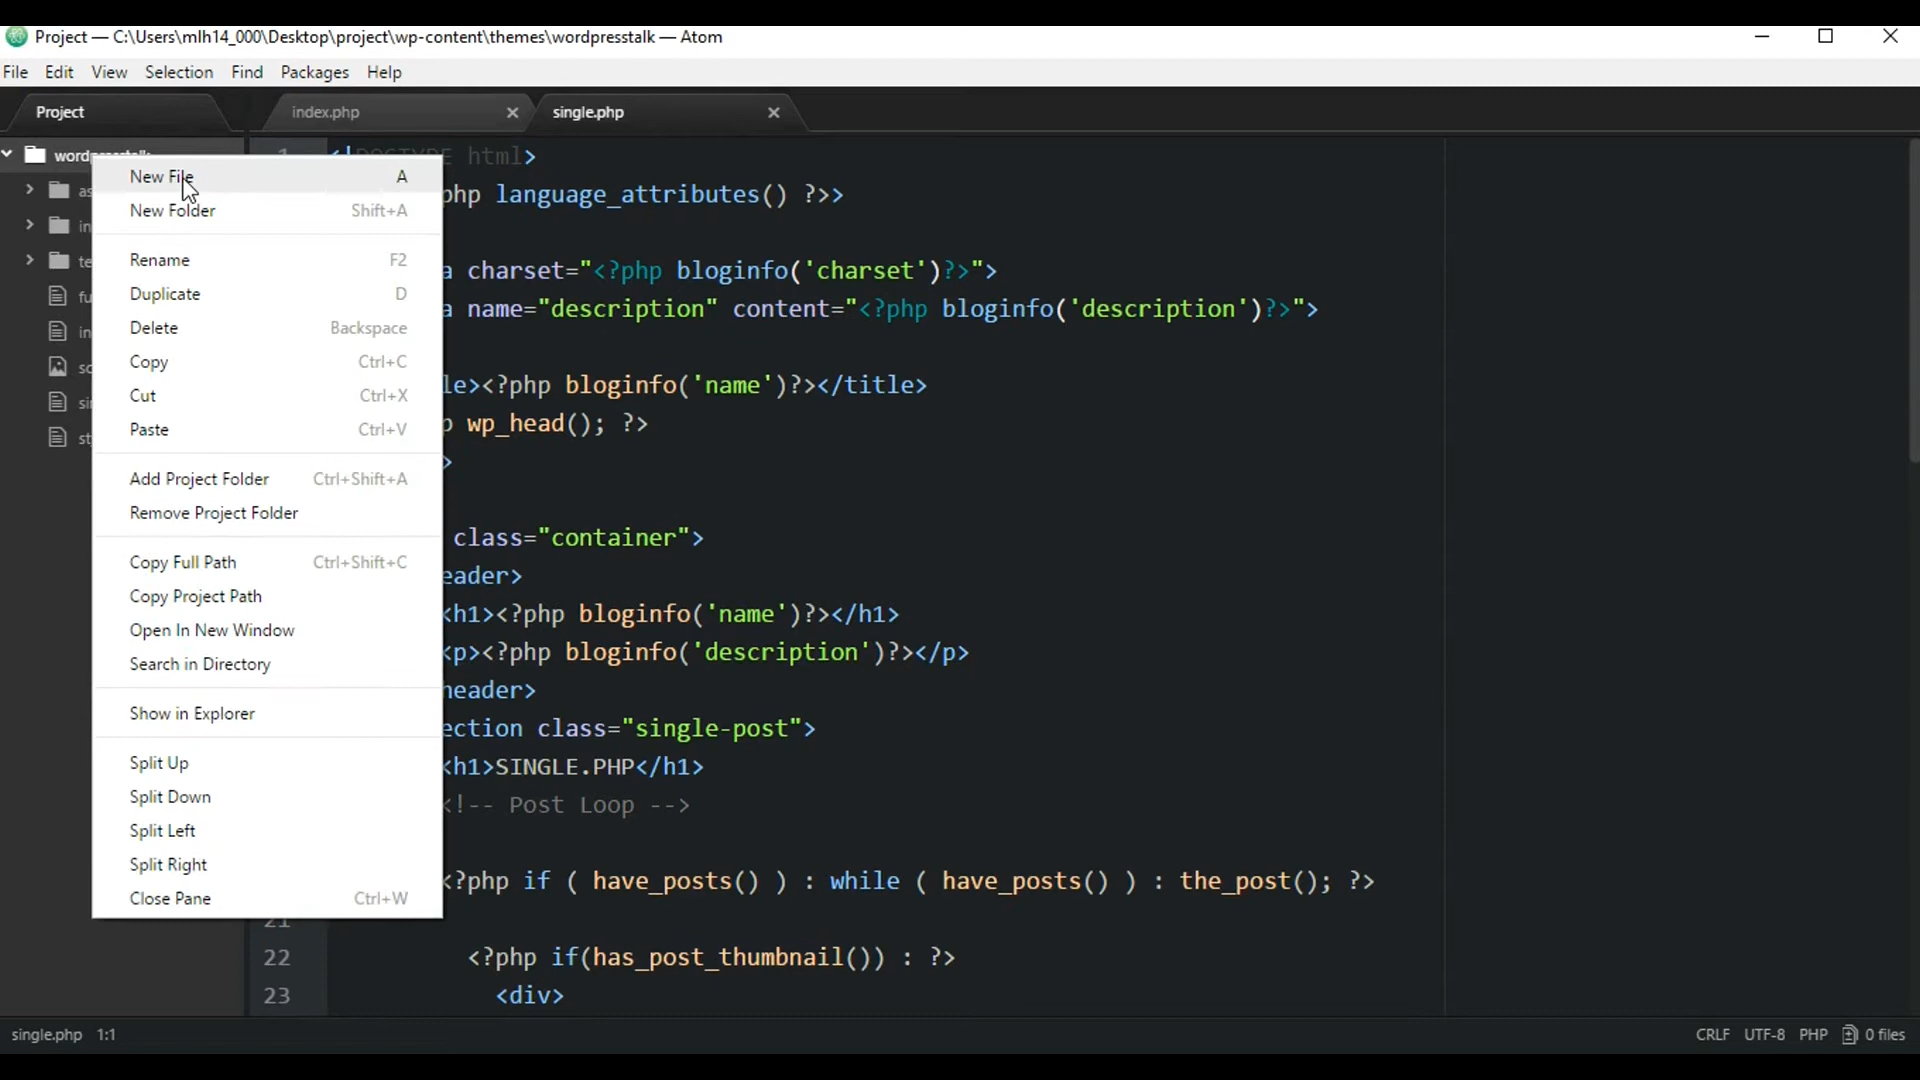 Project — C:\Users\mlh14_000\Desktop\project\wp-content\themes\wordpresstalk — Atom
File Edit View Selection Find Packages Help
Project index.php single.php
html>
language_attributes() ?>>
charset="<?php bloginfo('charset')?>">
name="description" content="<?php bloginfo('description')?>">
le><?php bloginfo('name')?></title>
wp_head(); ?>
>
class="container">
eader>
<h1><?php bloginfo('name')?></h1>
<p><?php bloginfo('description')?></p>
header>
ection class="single-post">
<h1>SINGLE.PHP</h1>
<!-- Post Loop -->
<?php if ( have_posts() ) : while ( have_posts() ) : the_post(); ?>
22 <?php if(has_post_thumbnail()) : ?>
23 <div>
New File A
New Folder Shift+A
Rename F2
Duplicate D
Delete Backspace
Copy Ctrl+C
Cut Ctrl+X
Paste Ctrl+V
Add Project Folder Ctrl+Shift+A
Remove Project Folder
Copy Full Path Ctrl+Shift+C
Copy Project Path
Open In New Window
Search in Directory
Show in Explorer
Split Up
Split Down
Split Left
Split Right
Close Pane Ctrl+W
single.php 1:1 CRLF UTF-8 PHP 0 files